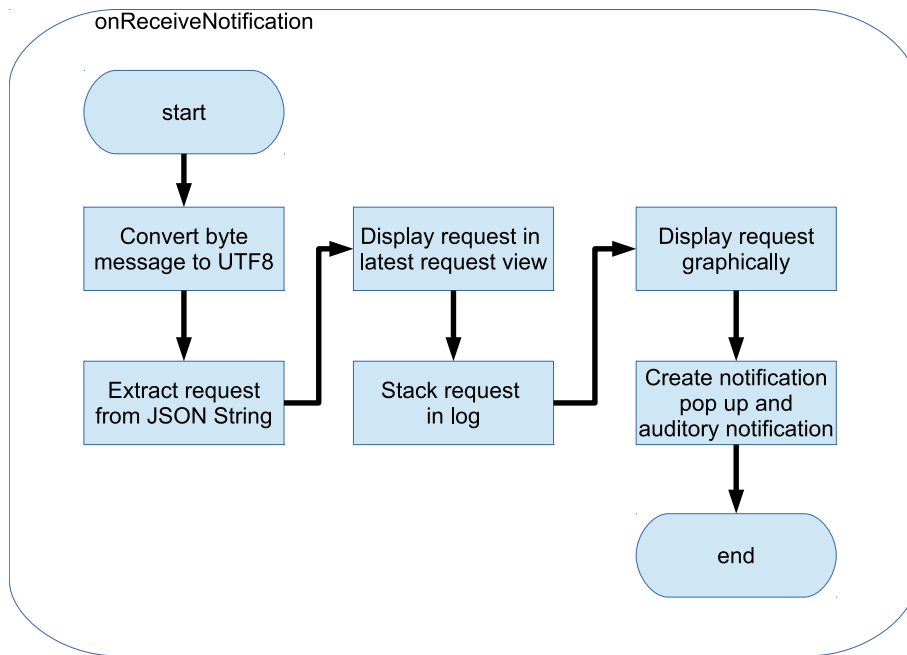 onReceiveNotification
start
Convert byte
message to UTF8
Extract request
from JSON String
Display request in
latest request view
Stack request
in log
Display request
graphically
Create notification
pop up and
auditory notification
end